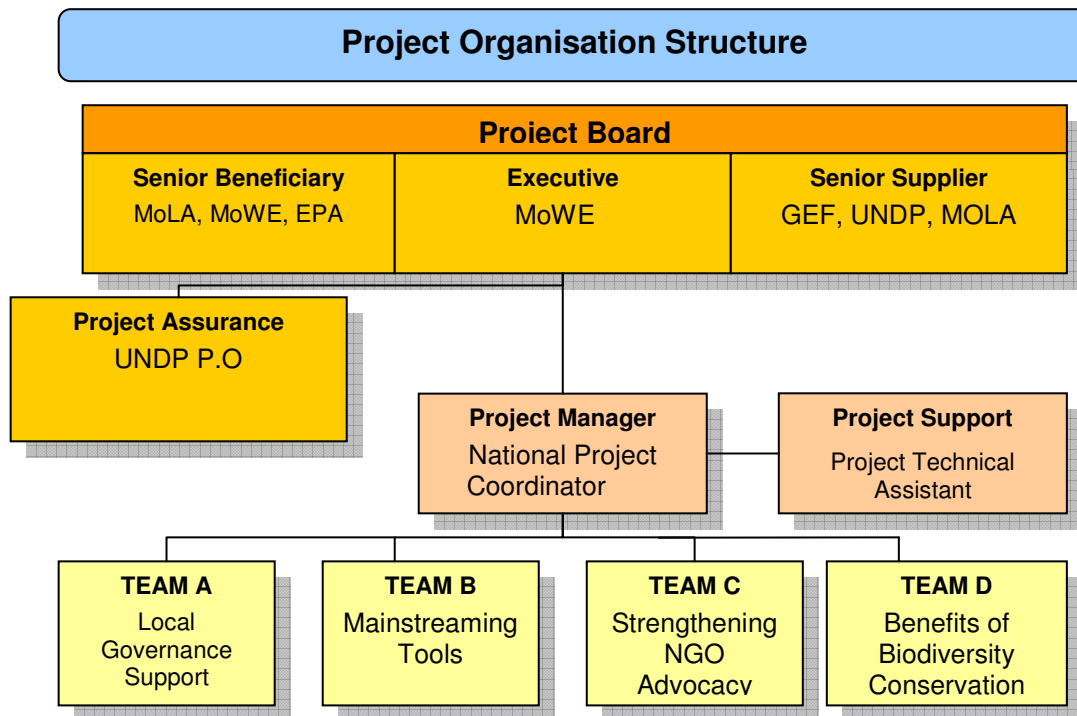 Project Organisation Structure
Project Board
Senior Beneficiary
MoLA, MoWE, EPA
Executive
MoWE
Senior Supplier
GEF, UNDP, MOLA
Project Assurance
UNDP P.O
Project Manager
National Project
Coordinator
Project Support
Project Technical
Assistant
TEAM A
Local
Governance
Support
TEAM B
Mainstreaming
Tools
TEAM C
Strengthening
NGO
Advocacy
TEAM D
Benefits of
Biodiversity
Conservation